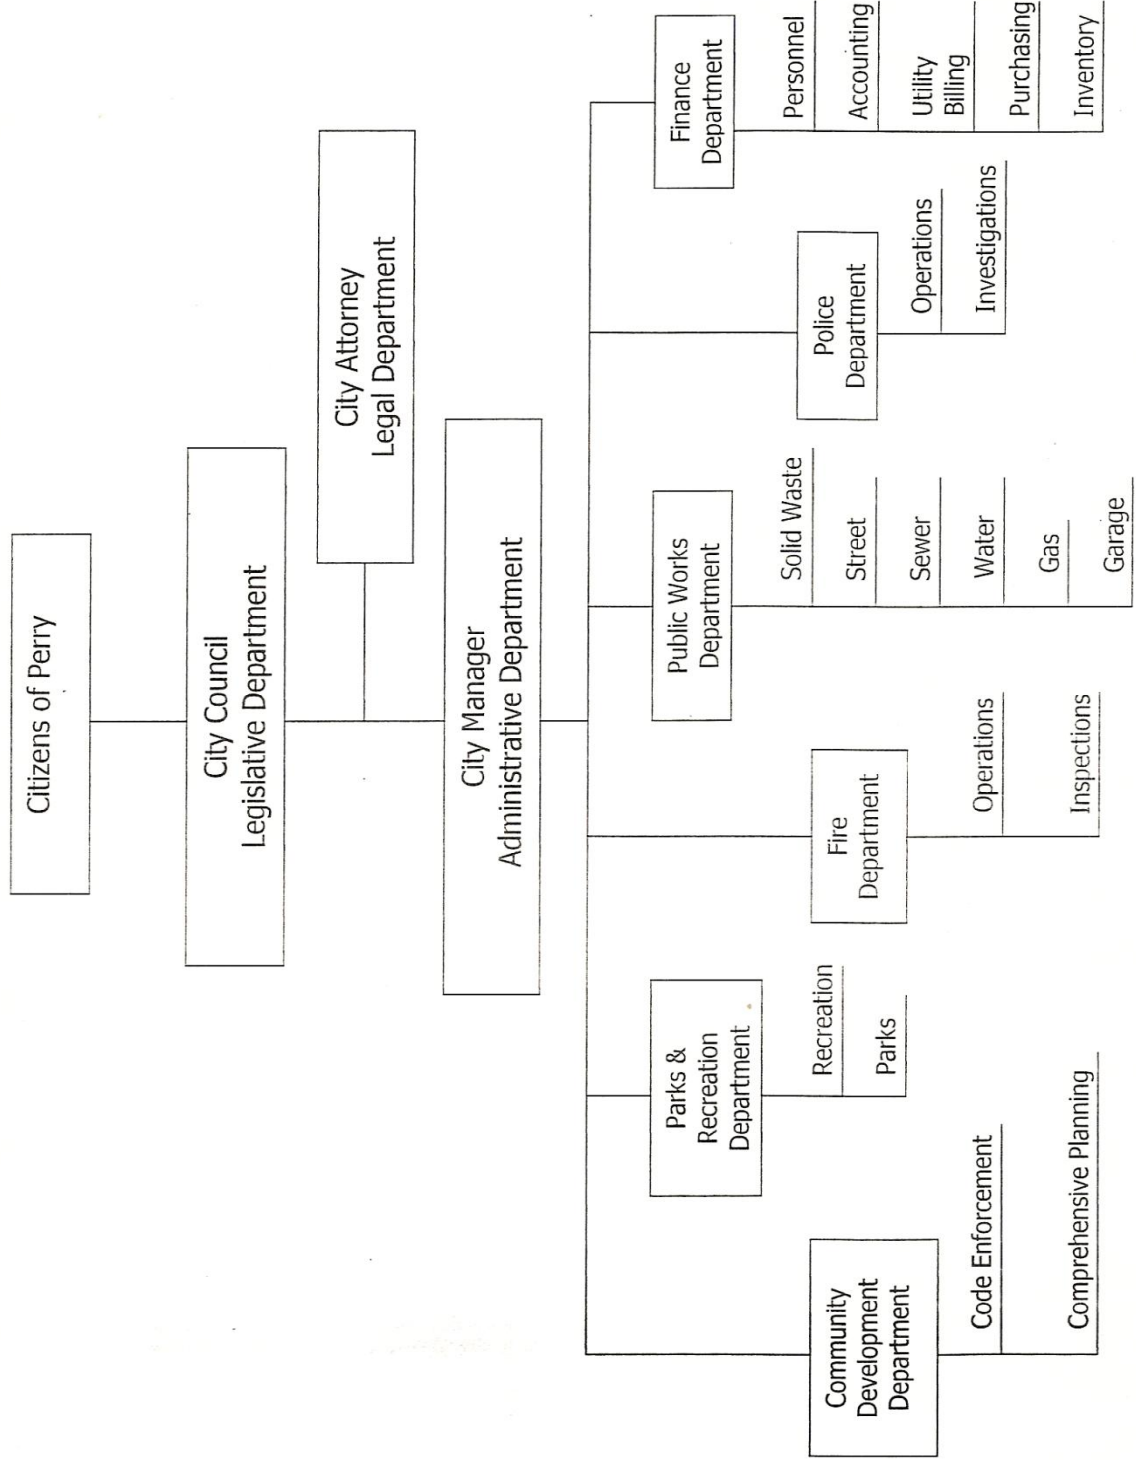 Citizens of Perry
City Council
Legislative Department
City Attorney
Legal Department
City Manager
Administrative Department
Community
Development
Department
Code Enforcement
Comprehensive Planning
Parks &
Recreation
Department
Recreation
Parks
Fire
Department
Operations
Inspections
Public Works
Department
Solid Waste
Street
Sewer
Water
Gas
Garage
Police
Department
Operations
Investigations
Finance
Department
Personnel
Accounting
Utility
Billing
Purchasing
Inventory